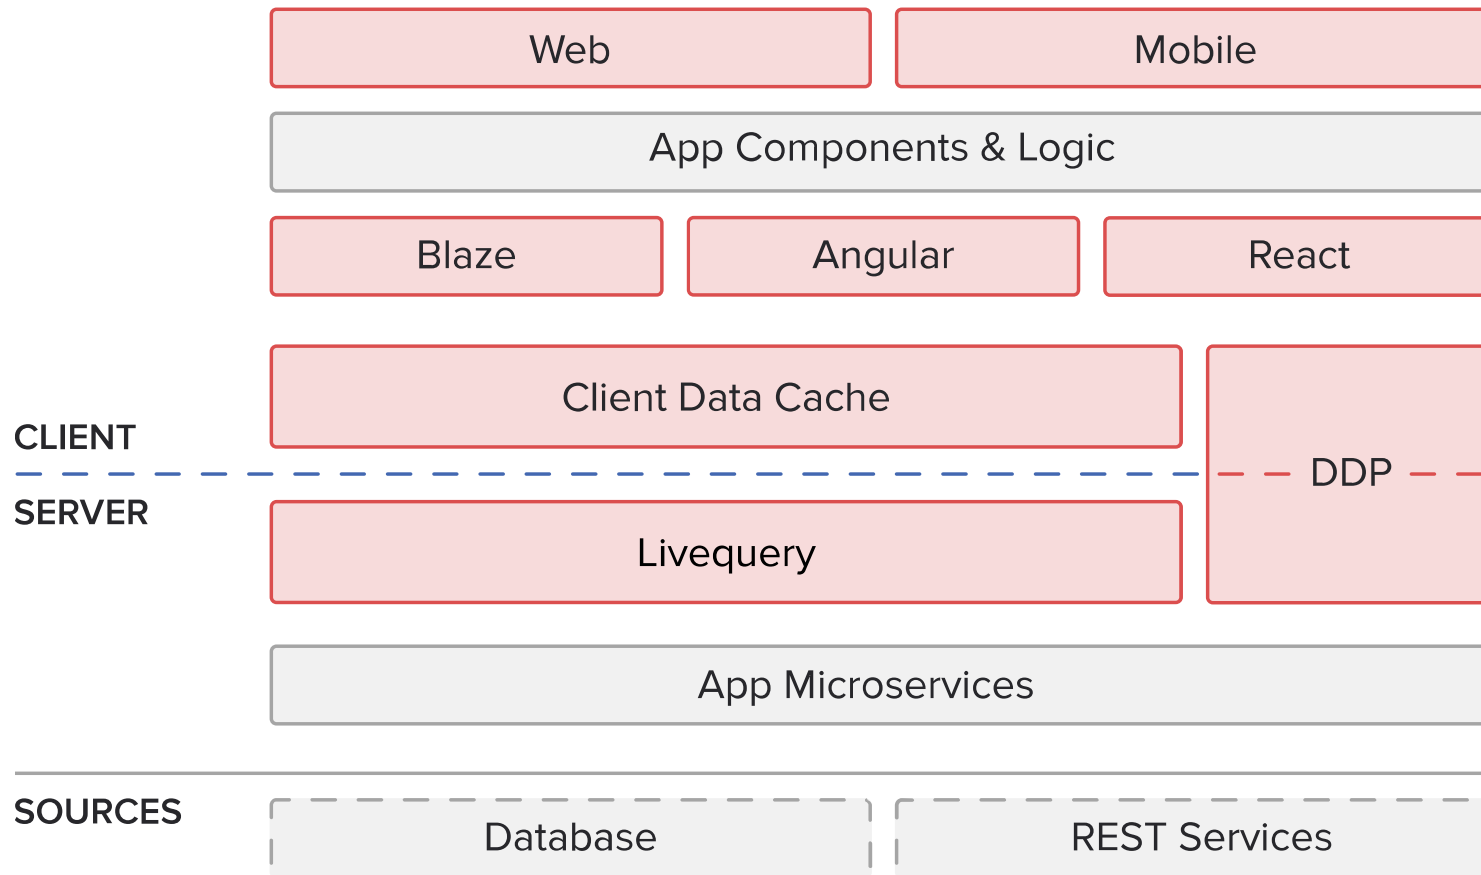 Web
Mobile
App Components & Logic
Blaze
Angular
React
Client Data Cache
CLIENT
DDP
SERVER
Livequery
App Microservices
SOURCES
Database
REST Services